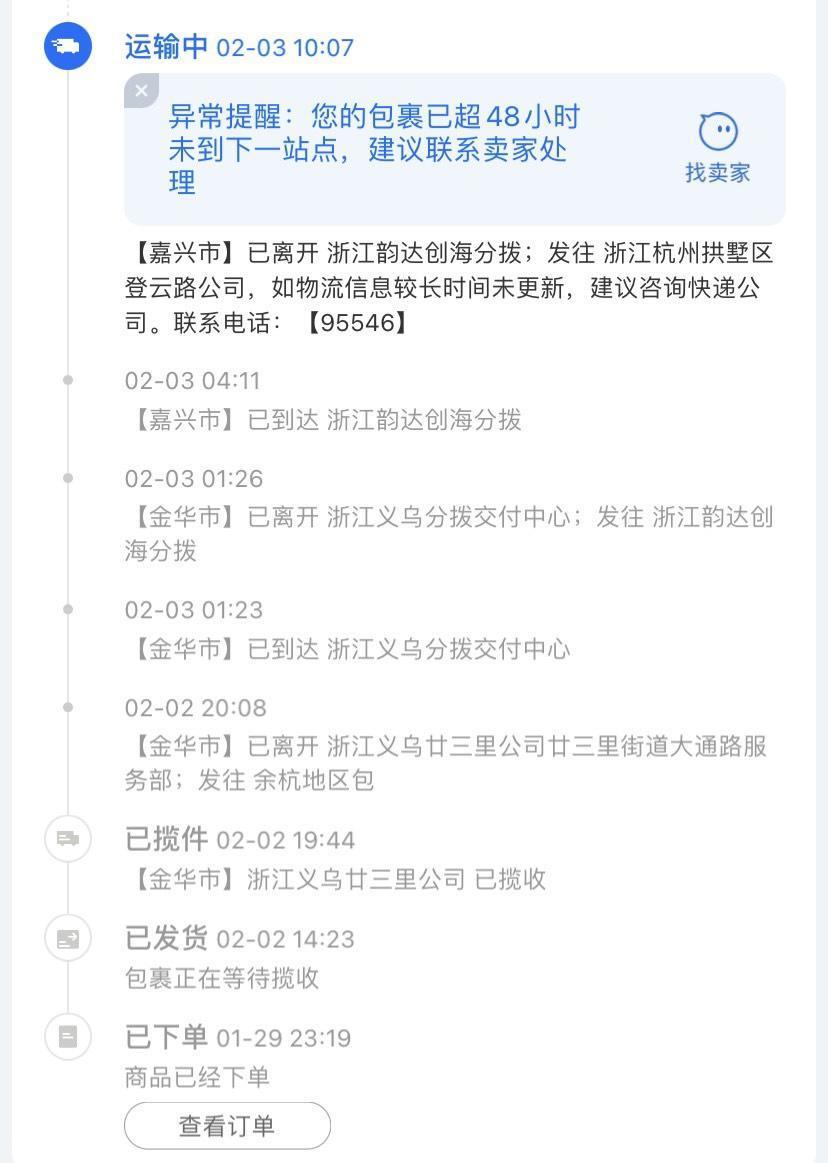 运输中 02-03 10:07
异常提醒：您的包裹已超48小时
未到下一站点，建议联系卖家处
理
找卖家
【嘉兴市】已离开 浙江韵达创海分拨；发往 浙江杭州拱墅区
登云路公司，如物流信息较长时间未更新，建议咨询快递公
司。联系电话：【95546】
02-03 04:11
【嘉兴市】已到达 浙江韵达创海分拨
02-03 01:26
【金华市】已离开 浙江义乌分拨交付中心；发往 浙江韵达创
海分拨
02-03 01:23
【金华市】已到达 浙江义乌分拨交付中心
02-02 20:08
【金华市】已离开 浙江义乌廿三里公司廿三里街道大通路服
务部；发往 余杭地区包
已揽件 02-02 19:44
【金华市】浙江义乌廿三里公司 已揽收
已发货 02-02 14:23
包裹正在等待揽收
已下单 01-29 23:19
商品已经下单
查看订单